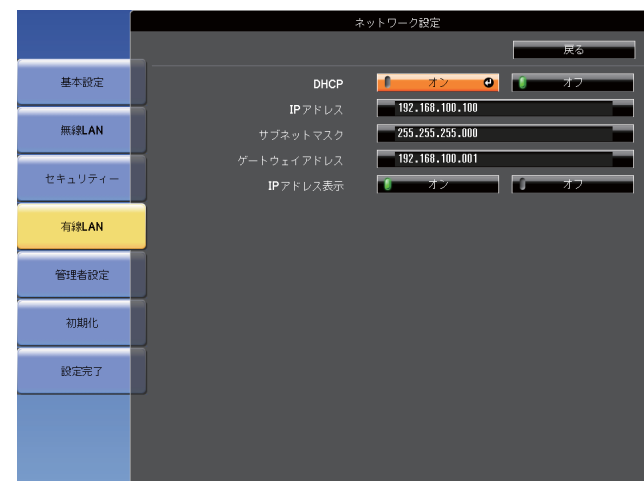 ネットワーク設定
戻る
基本設定
無線LAN
セキュリティー
有線LAN
管理者設定
初期化
設定完了
DHCP オン オフ
IPアドレス 192.168.100.100
サブネットマスク 255.255.255.000
ゲートウェイアドレス 192.168.100.001
IPアドレス表示 オン オフ